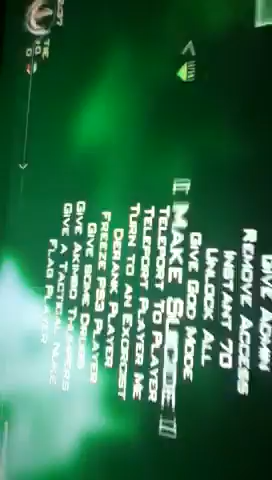 Give Admin
Remove Access
Instant 70
Unlock All
Give God Mode
[[ Make Suicide ]]
Teleport to Player
Teleport Player Me
Turn to an Exorcist
Derank Player
Freeze PS3 Player
Give Some Drugs
Give Akimbo Thumpers
Give a Tactical Nuke
Flag Player